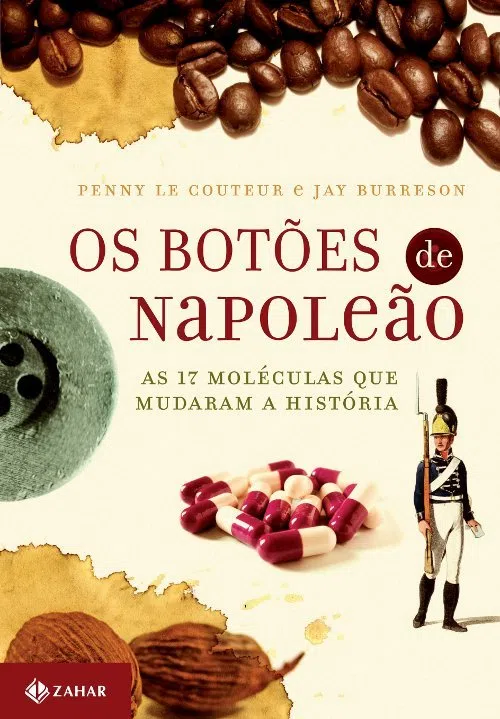 PENNY LE COUTEUR e JAY BURRESON
OS BOTÕES de
NAPOLEÃO
AS 17 MOLÉCULAS QUE
MUDARAM A HISTÓRIA
ZAHAR